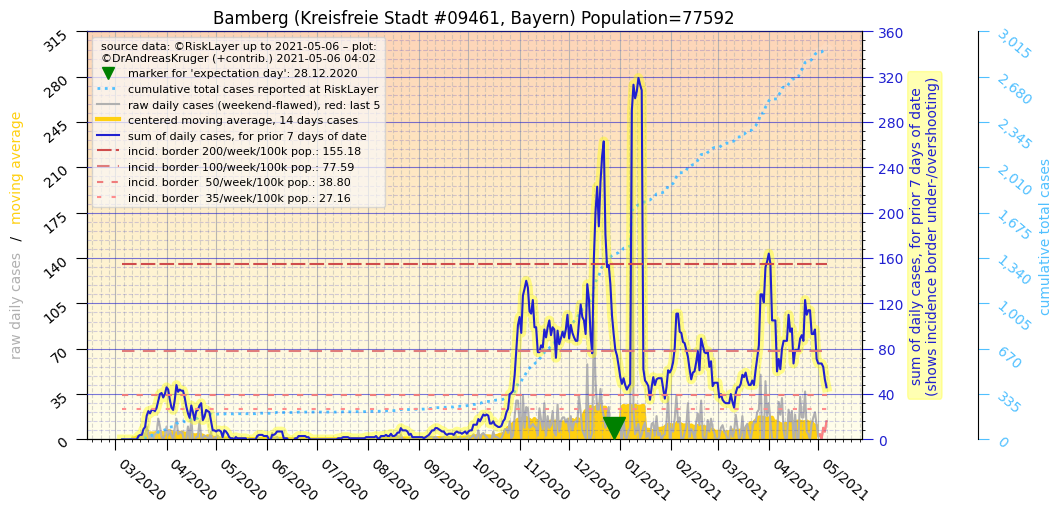 Bamberg (Kreisfreie Stadt #09461, Bayern) Population=77592
source data: ©RiskLayer up to 2021-05-06 – plot:
©DrAndreasKruger (+contrib.) 2021-05-06 04:02
marker for 'expectation day': 28.12.2020
cumulative total cases reported at RiskLayer
raw daily cases (weekend-flawed), red: last 5
centered moving average, 14 days cases
sum of daily cases, for prior 7 days of date
incid. border 200/week/100k pop.: 155.18
incid. border 100/week/100k pop.: 77.59
incid. border  50/week/100k pop.: 38.80
incid. border  35/week/100k pop.: 27.16
raw daily cases / moving average
315
280
245
210
175
140
105
70
35
0
03/2020
04/2020
05/2020
06/2020
07/2020
08/2020
09/2020
10/2020
11/2020
12/2020
01/2021
02/2021
03/2021
04/2021
05/2021
360
320
280
240
200
160
120
80
40
0
sum of daily cases, for prior 7 days of date
(shows incidence border under-/overshooting)
3,015
2,680
2,345
2,010
1,675
1,340
1,005
670
335
0
cumulative total cases